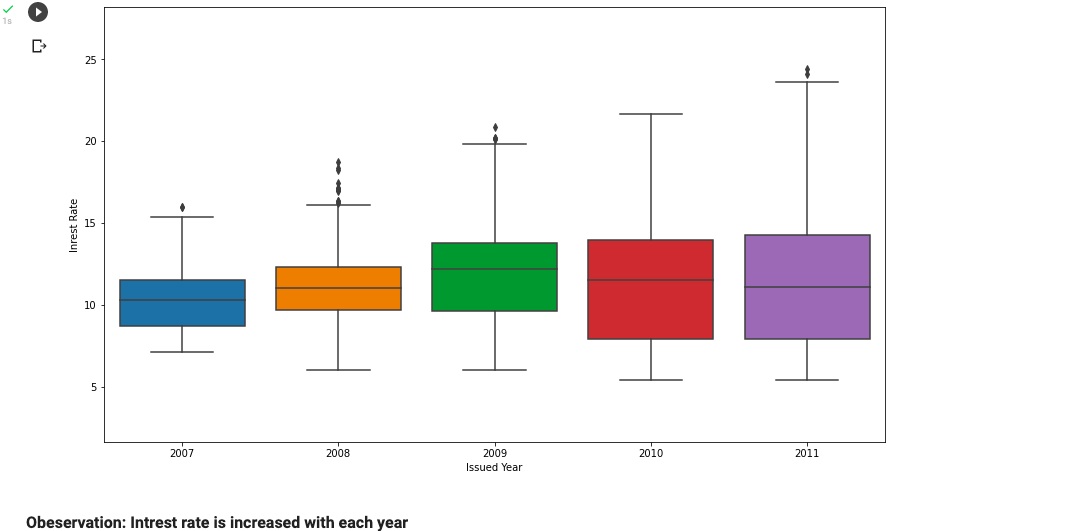 1s
25
20
15
10
5
Inrest Rate
2007 2008 2009 2010 2011
Issued Year
Obeservation: Intrest rate is increased with each year